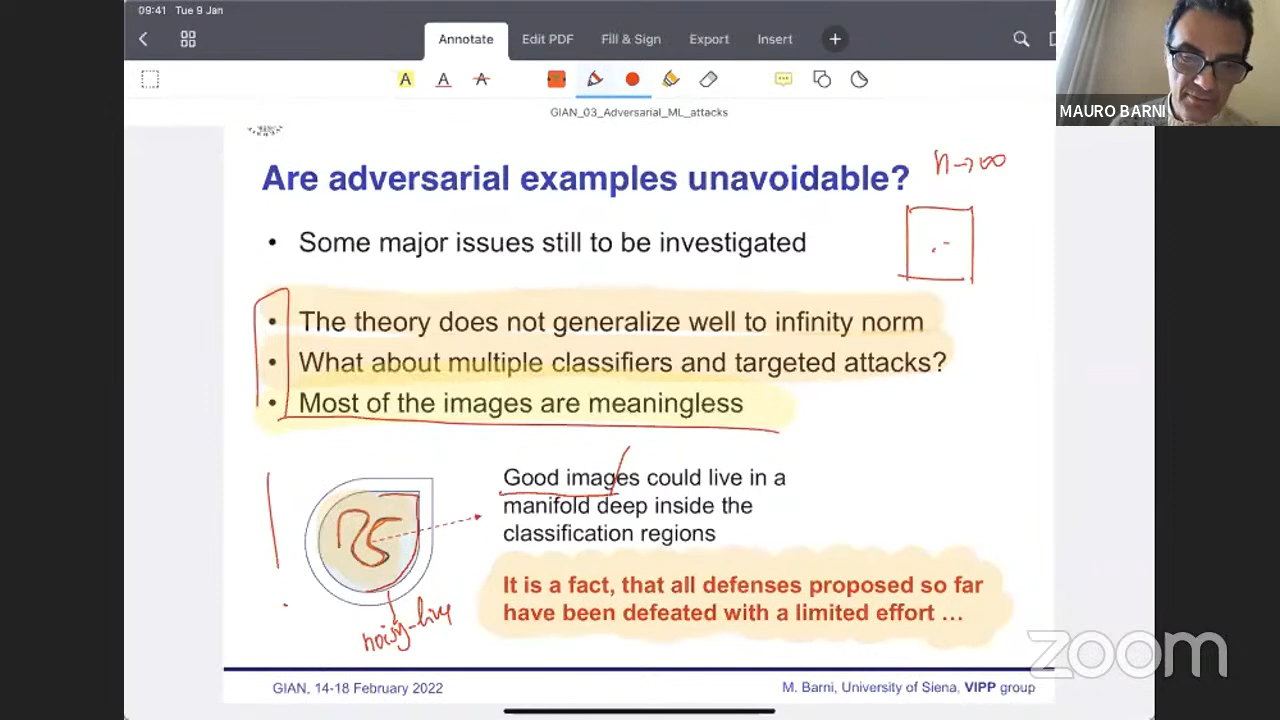 09:41 Tue 9 Jan
Annotate Edit PDF Fill & Sign Export Insert
A A A
GIAN_03_Adversarial_ML_attacks
MAURO BARNI
Are adversarial examples unavoidable?
n→∞
• Some major issues still to be investigated
• The theory does not generalize well to infinity norm
• What about multiple classifiers and targeted attacks?
• Most of the images are meaningless
Good images could live in a
manifold deep inside the
classification regions
It is a fact, that all defenses proposed so far
have been defeated with a limited effort …
GIAN, 14-18 February 2022
M. Barni, University of Siena, VIPP group
zoom